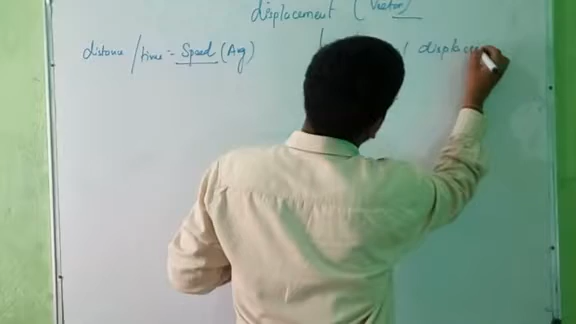 displacement (Vector)
distance /time :- Speed (Avg) / displace